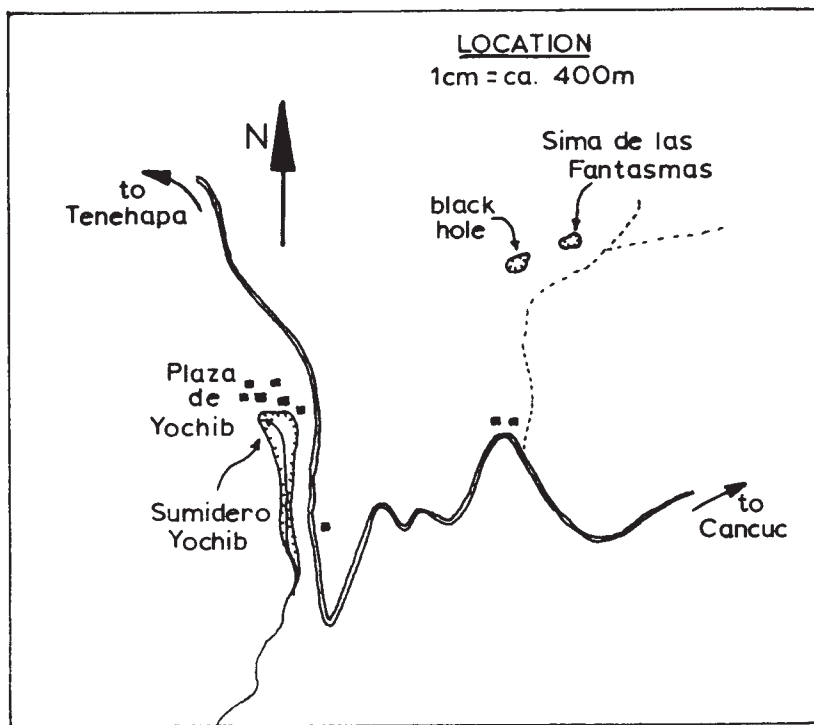 LOCATION
1cm = ca. 400m
N
to
Tenehapa
Sima de las
Fantasmas
black
hole
Plaza
de
Yochib
Sumidero
Yochib
to
Cancuc